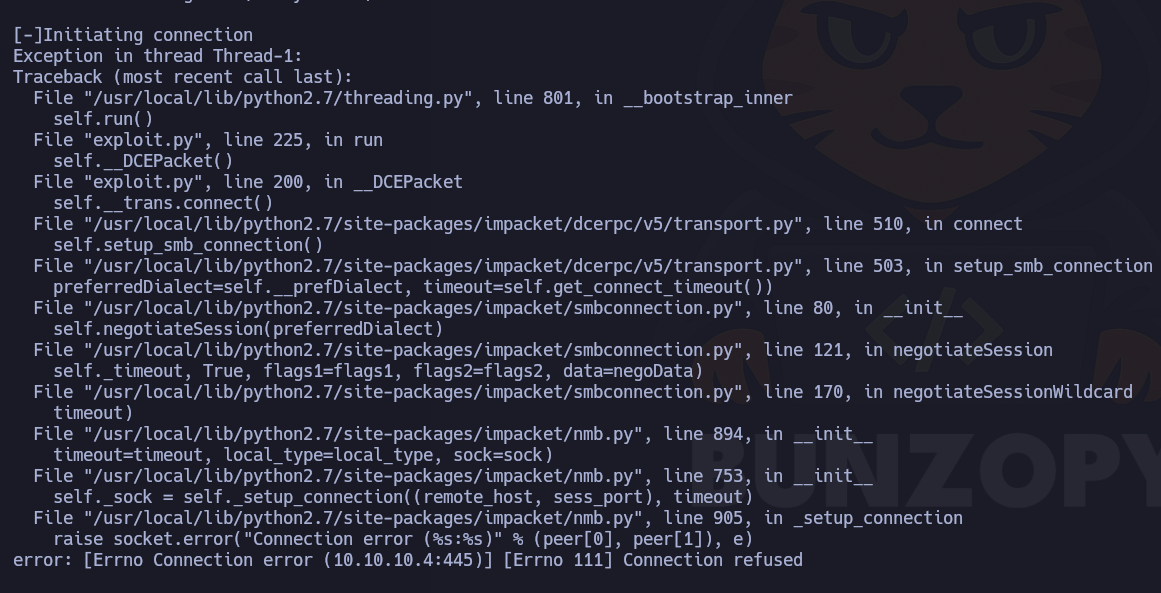 [-]Initiating connection
Exception in thread Thread-1:
Traceback (most recent call last):
  File "/usr/local/lib/python2.7/threading.py", line 801, in __bootstrap_inner
    self.run()
  File "exploit.py", line 225, in run
    self.__DCEPacket()
  File "exploit.py", line 200, in __DCEPacket
    self.__trans.connect()
  File "/usr/local/lib/python2.7/site-packages/impacket/dcerpc/v5/transport.py", line 510, in connect
    self.setup_smb_connection()
  File "/usr/local/lib/python2.7/site-packages/impacket/dcerpc/v5/transport.py", line 503, in setup_smb_connection
    preferredDialect=self.__prefDialect, timeout=self.get_connect_timeout())
  File "/usr/local/lib/python2.7/site-packages/impacket/smbconnection.py", line 80, in __init__
    self.negotiateSession(preferredDialect)
  File "/usr/local/lib/python2.7/site-packages/impacket/smbconnection.py", line 121, in negotiateSession
    self._timeout, True, flags1=flags1, flags2=flags2, data=negoData)
  File "/usr/local/lib/python2.7/site-packages/impacket/smbconnection.py", line 170, in negotiateSessionWildcard
    timeout)
  File "/usr/local/lib/python2.7/site-packages/impacket/nmb.py", line 894, in __init__
    timeout=timeout, local_type=local_type, sock=sock)
  File "/usr/local/lib/python2.7/site-packages/impacket/nmb.py", line 753, in __init__
    self._sock = self._setup_connection((remote_host, sess_port), timeout)
  File "/usr/local/lib/python2.7/site-packages/impacket/nmb.py", line 905, in _setup_connection
    raise socket.error("Connection error (%s:%s)" % (peer[0], peer[1]), e)
error: [Errno Connection error (10.10.10.4:445)] [Errno 111] Connection refused
</>
BUNZOPY